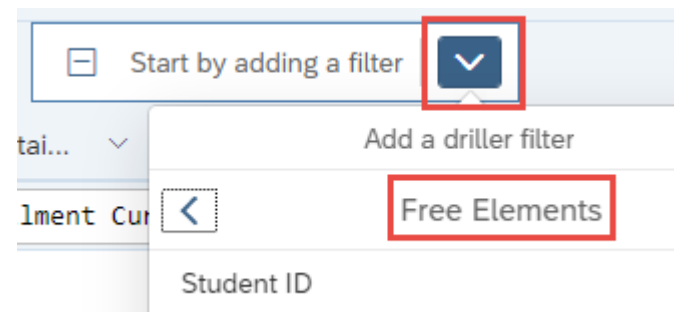 Start by adding a filter
tai...
Add a driller filter
lment Cur
Free Elements
Student ID